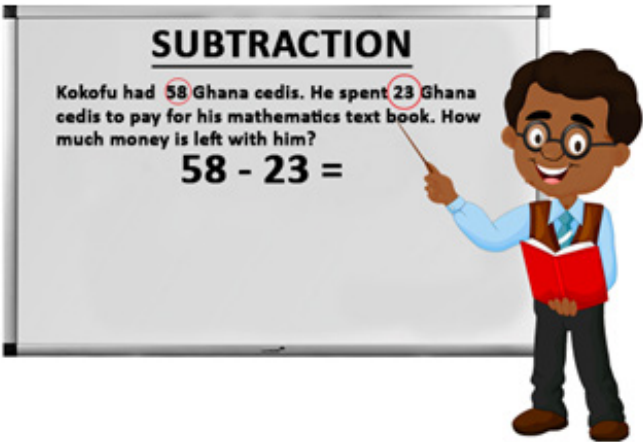 SUBTRACTION
Kokofu had 58 Ghana cedis. He spent 23 Ghana
cedis to pay for his mathematics text book. How
much money is left with him?
58 - 23 =